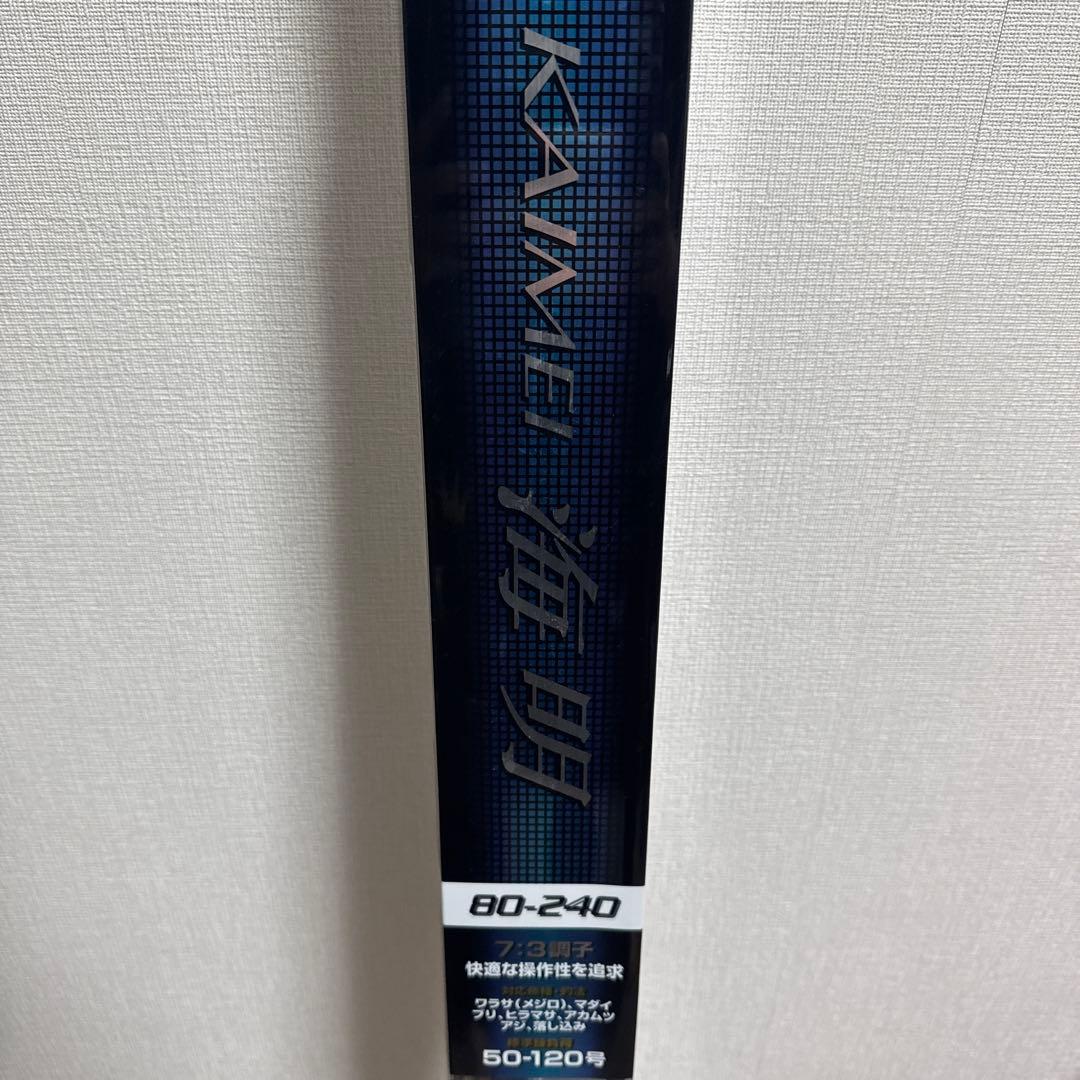 KAIMEI
海明
80-240
7:3調子
快適な操作性を追求
対応魚種・釣法
ワラサ(メジロ)、マダイ
ブリ、ヒラマサ、アカムツ
アジ、落し込み
標準錘負荷
50-120号